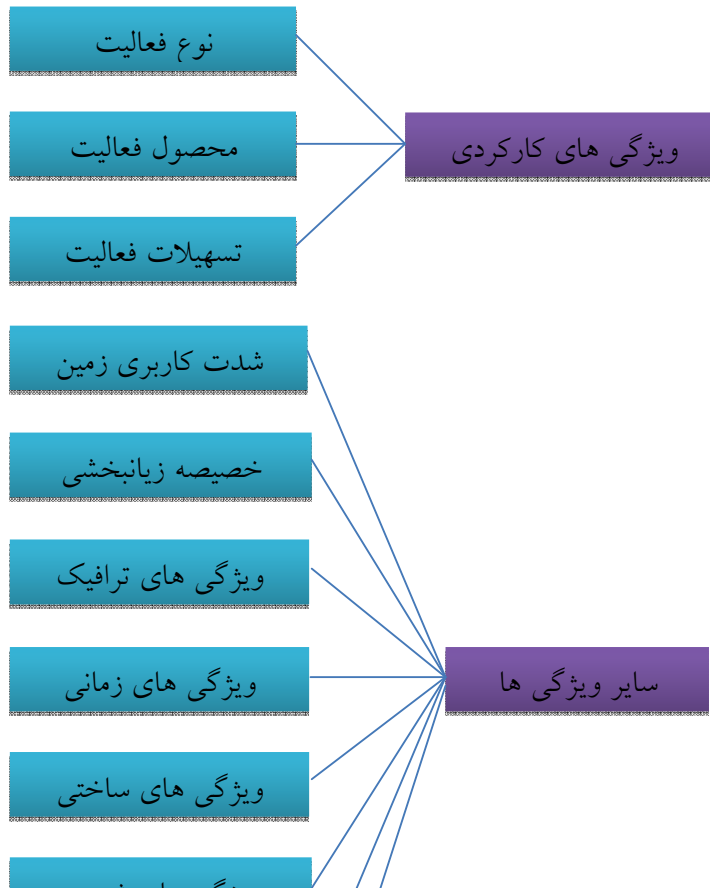 ویژگی های کارکردی
نوع فعالیت
محصول فعالیت
تسهیلات فعالیت
سایر ویژگی ها
شدت کاربری زمین
خصیصه زیانبخشی
ویژگی های ترافیک
ویژگی های زمانی
ویژگی های ساختی